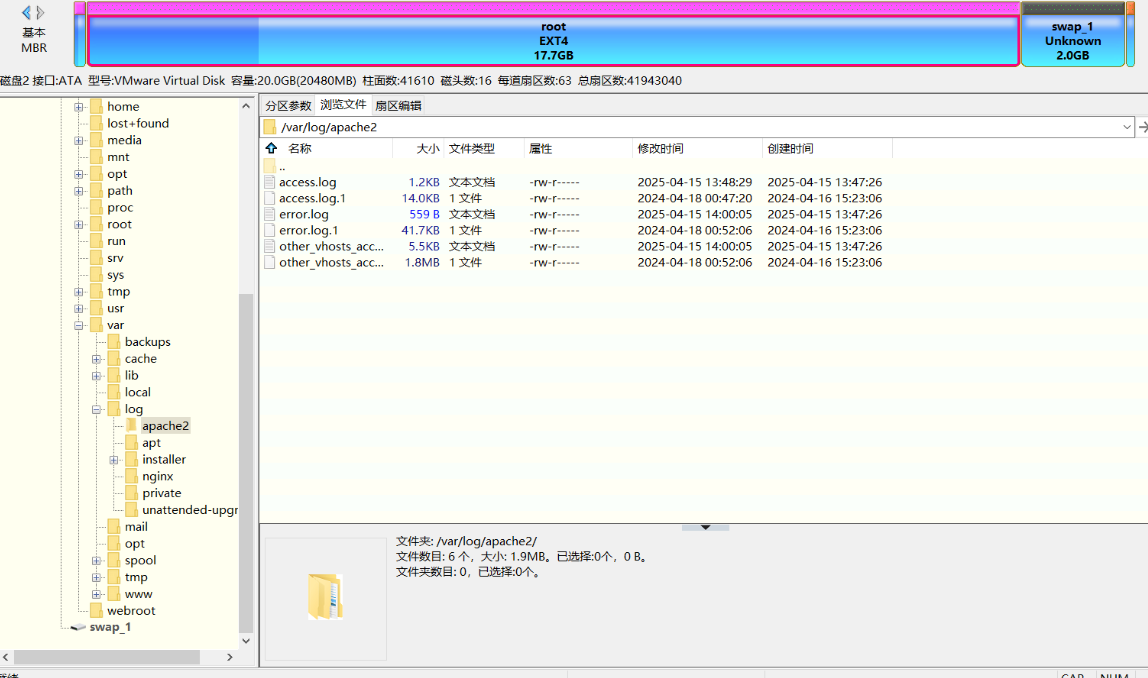 基本
MBR
root
EXT4
17.7GB
swap_1
Unknown
2.0GB
磁盘2 接口:ATA 型号:VMware Virtual Disk 容量:20.0GB(20480MB) 柱面数:41610 磁头数:16 每道扇区数:63 总扇区数:41943040
home
lost+found
media
mnt
opt
path
proc
root
run
srv
sys
tmp
usr
var
backups
cache
lib
local
log
apache2
apt
installer
nginx
private
unattended-upgr
mail
opt
spool
tmp
www
webroot
swap_1
分区参数 浏览文件 扇区编辑
/var/log/apache2
名称 大小 文件类型 属性 修改时间 创建时间
..
access.log 1.2KB 文本文档 -rw-r----- 2025-04-15 13:48:29 2025-04-15 13:47:26
access.log.1 14.0KB 1 文件 -rw-r----- 2024-04-18 00:47:20 2024-04-16 15:23:06
error.log 559 B 文本文档 -rw-r----- 2025-04-15 14:00:05 2025-04-15 13:47:26
error.log.1 41.7KB 1 文件 -rw-r----- 2024-04-18 00:52:06 2024-04-16 15:23:06
other_vhosts_acc... 5.5KB 文本文档 -rw-r----- 2025-04-15 14:00:05 2025-04-15 13:47:26
other_vhosts_acc... 1.8MB 1 文件 -rw-r----- 2024-04-18 00:52:06 2024-04-16 15:23:06
文件夹: /var/log/apache2/
文件数目: 6 个，大小: 1.9MB。已选择:0个，0 B。
文件夹数目: 0，已选择:0个。
CAP NUM